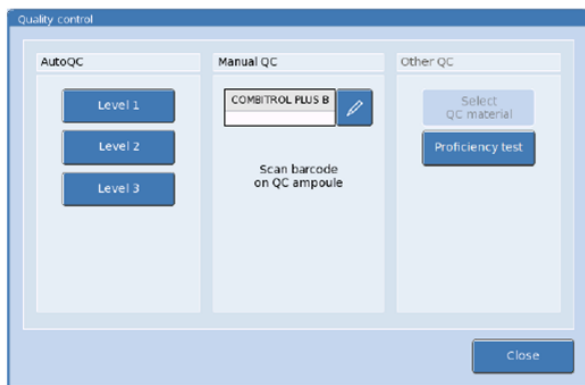 Quality control
AutoQC
Level 1
Level 2
Level 3
Manual QC
COMBITROL PLUS B
Scan barcode
on QC ampoule
Other QC
Select
QC material
Proficiency test
Close